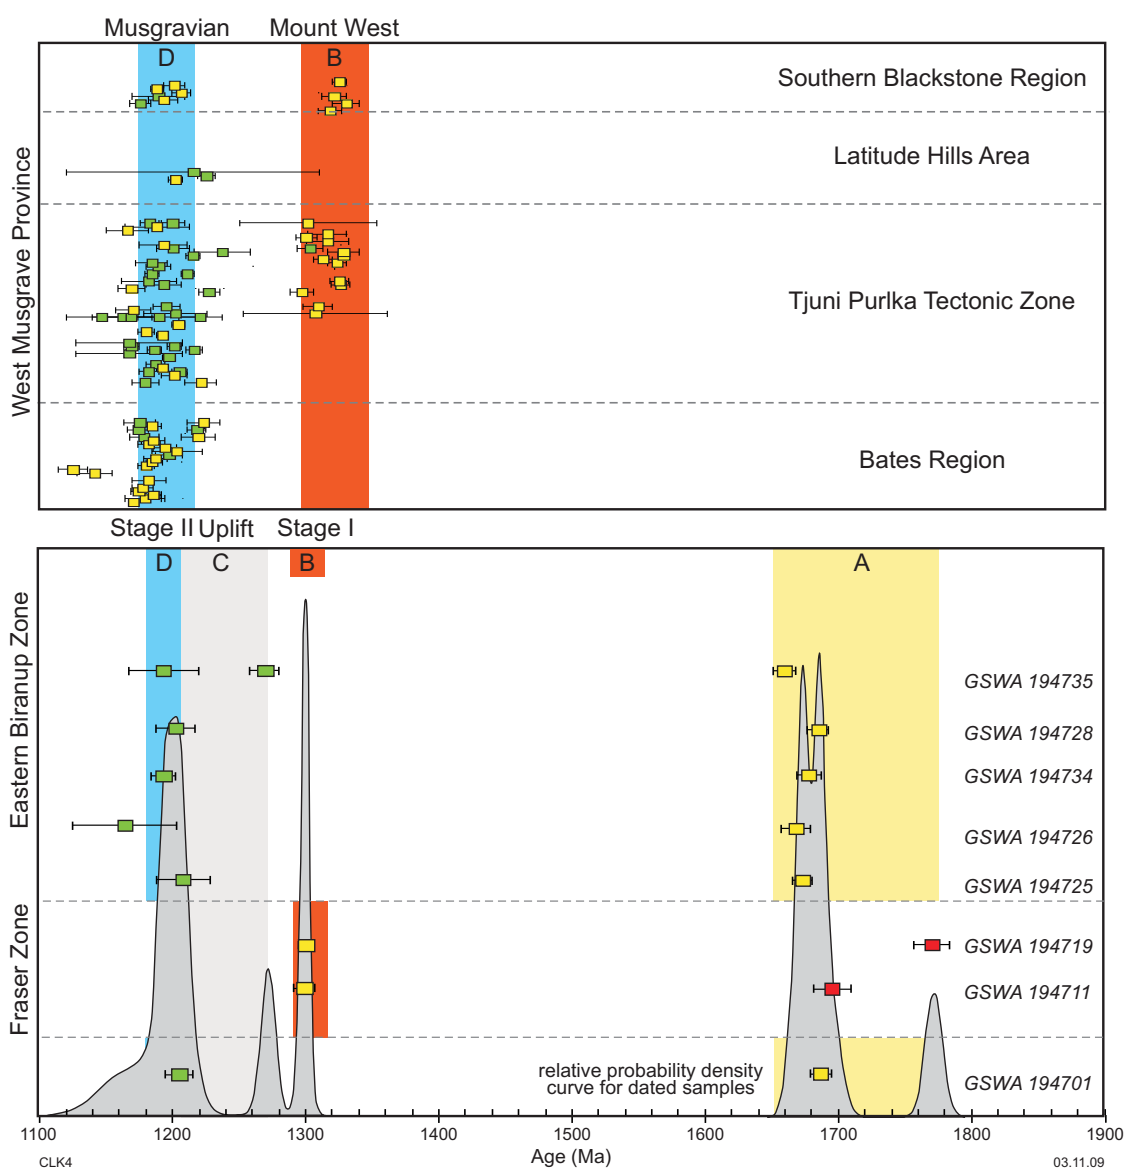 Musgravian
Mount West
D
B
Southern Blackstone Region
Latitude Hills Area
Tjuni Purlka Tectonic Zone
Bates Region
West Musgrave Province
Stage II
Uplift
Stage I
D
C
B
A
Eastern Biranup Zone
Fraser Zone
GSWA 194735
GSWA 194728
GSWA 194734
GSWA 194726
GSWA 194725
GSWA 194719
GSWA 194711
GSWA 194701
relative probability density
curve for dated samples
1100
1200
1300
1400
1500
1600
1700
1800
1900
Age (Ma)
CLK4
03.11.09